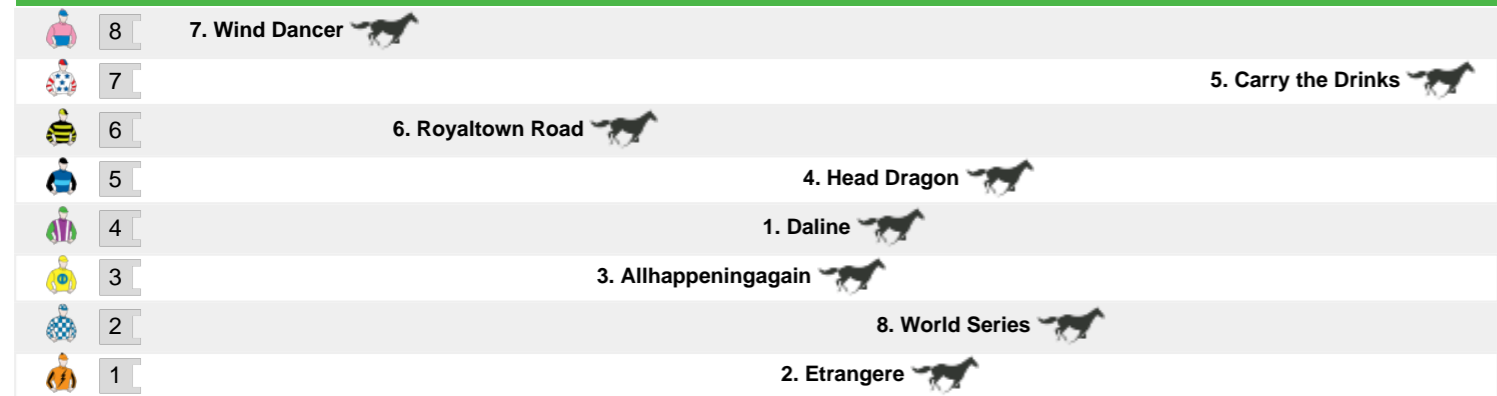 8 7. Wind Dancer
7 5. Carry the Drinks
6 6. Royaltown Road
5 4. Head Dragon
4 1. Daline
3 3. Allhappeningagain
2 8. World Series
1 2. Etrangere